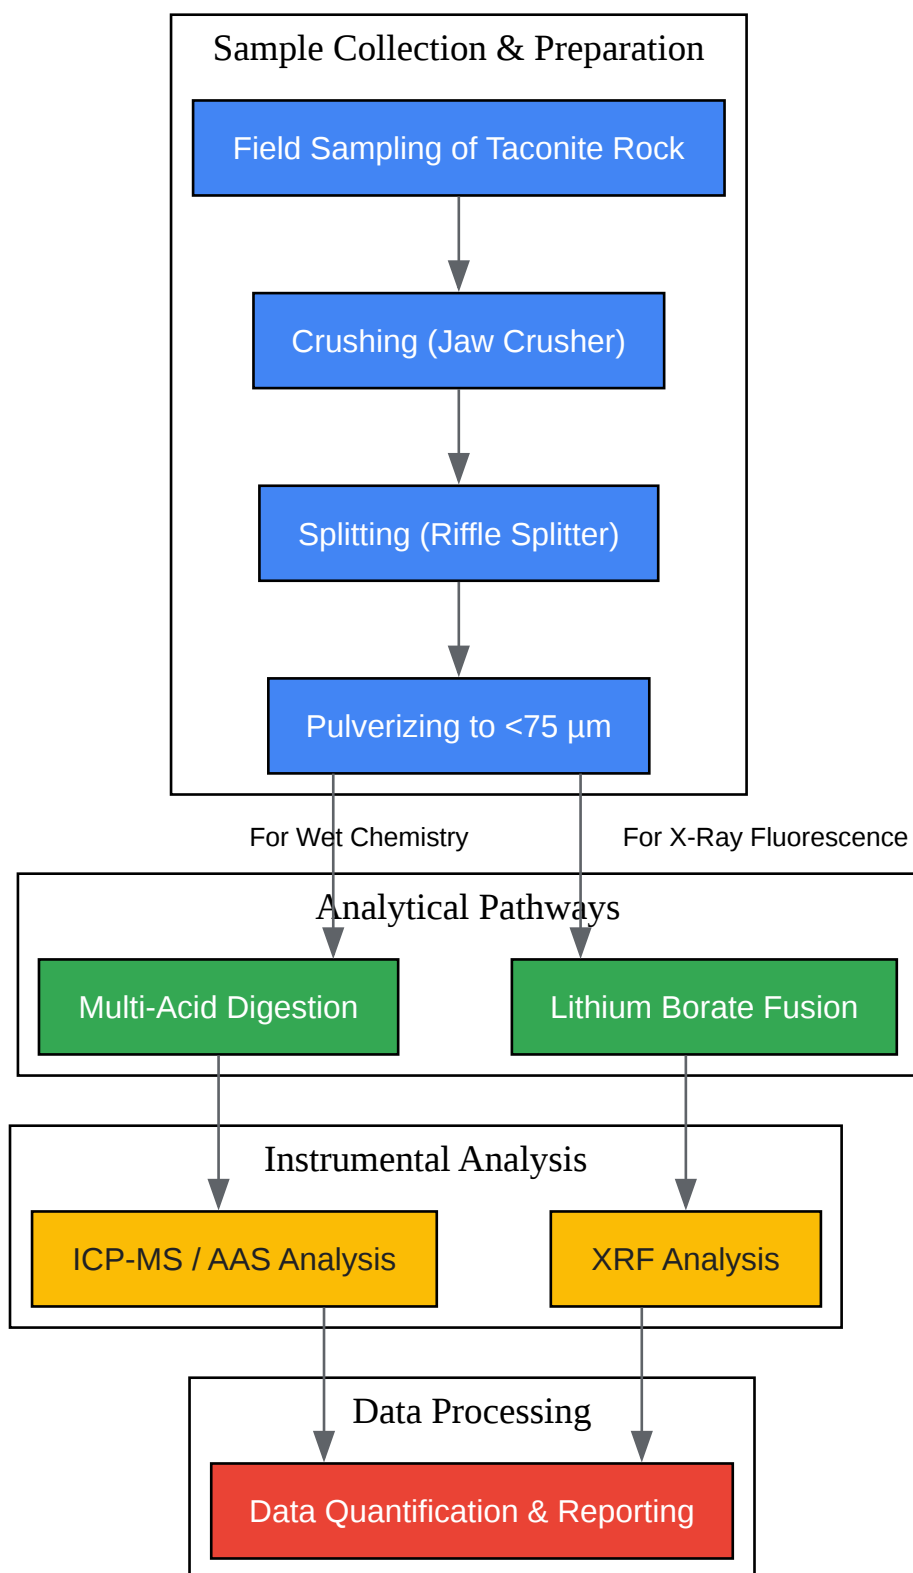 Sample Collection & Preparation
Field Sampling of Taconite Rock
Crushing (Jaw Crusher)
Splitting (Riffle Splitter)
Pulverizing to <75 µm
For Wet Chemistry
For X-Ray Fluorescence
Analytical Pathways
Multi-Acid Digestion
Lithium Borate Fusion
Instrumental Analysis
ICP-MS / AAS Analysis
XRF Analysis
Data Processing
Data Quantification & Reporting